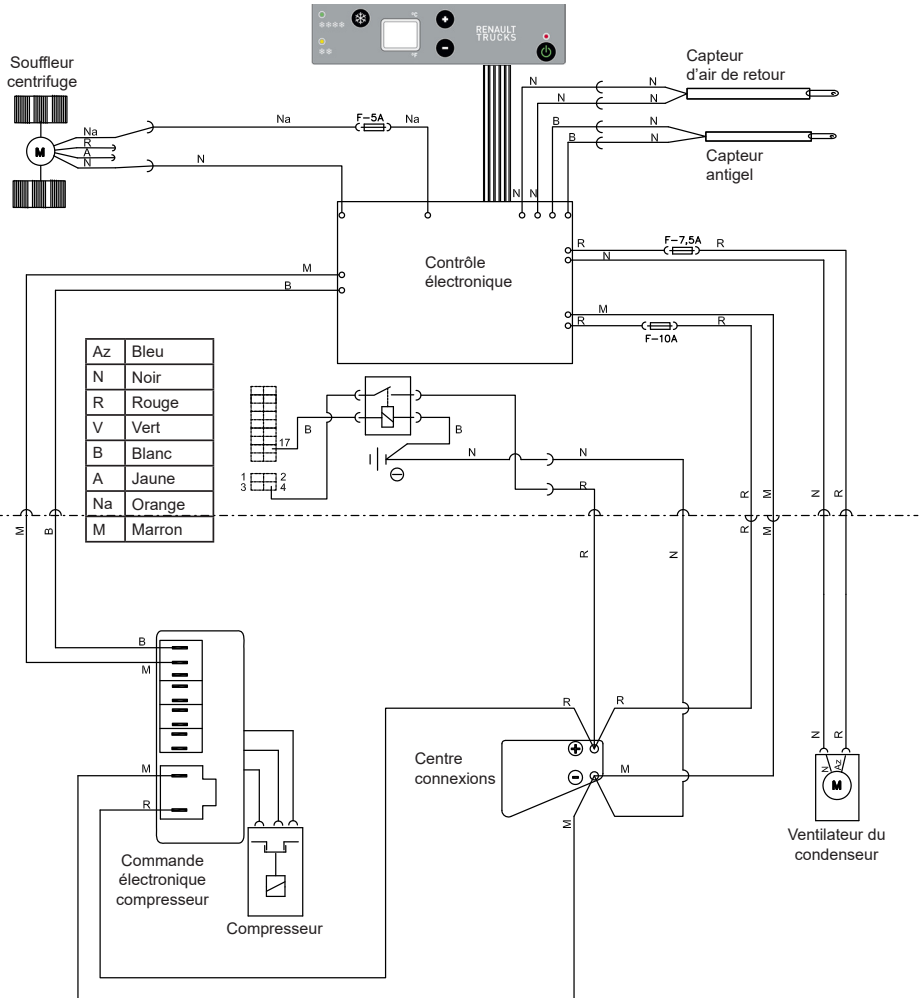 °C
✱✱✱✱
✱✱
°F
RENAULT
TRUCKS
Souffleur
centrifuge
M
Na
R
A
N
Na
F-5A
Na
N
N
N
N
N
B
N
B
N
Capteur
d'air de retour
Capteur
antigel
N
N
Contrôle
électronique
M
B
R
F-7,5A
R
N
M
R
F-10A
R
Az Bleu
N Noir
R Rouge
V Vert
B Blanc
A Jaune
Na Orange
M Marron
17
B
B
1 2
3 4
N
N
R
M
B
R
M
R
M
N
R
R
N
B
M
M
R
R
R
M
M
Centre
connexions
N
R
N
Az
M
Ventilateur du
condenseur
Commande
électronique
compresseur
Compresseur